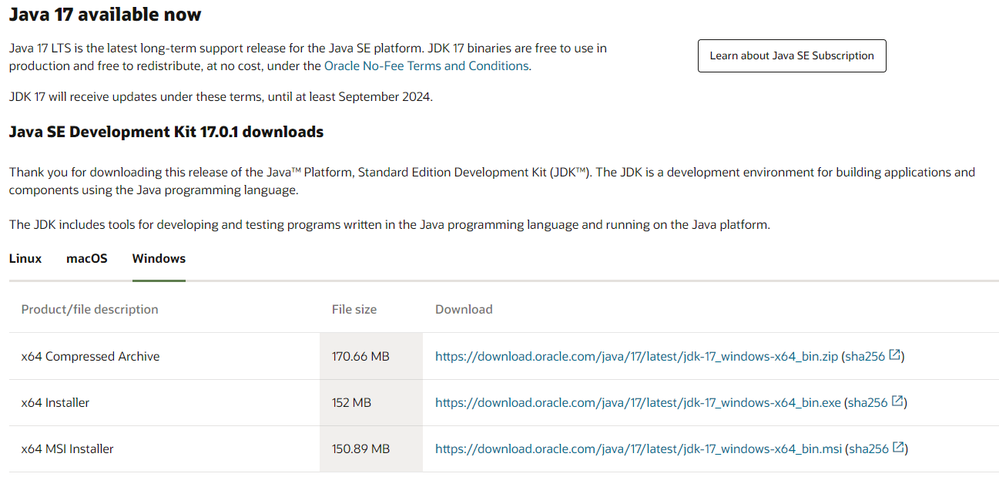 Java 17 available now
Java 17 LTS is the latest long-term support release for the Java SE platform. JDK 17 binaries are free to use in
production and free to redistribute, at no cost, under the Oracle No-Fee Terms and Conditions.
Learn about Java SE Subscription
JDK 17 will receive updates under these terms, until at least September 2024.
Java SE Development Kit 17.0.1 downloads
Thank you for downloading this release of the Java™ Platform, Standard Edition Development Kit (JDK™). The JDK is a development environment for building applications and
components using the Java programming language.
The JDK includes tools for developing and testing programs written in the Java programming language and running on the Java platform.
Linux macOS Windows
Product/file description File size Download
x64 Compressed Archive 170.66 MB https://download.oracle.com/java/17/latest/jdk-17_windows-x64_bin.zip (sha256)
x64 Installer 152 MB https://download.oracle.com/java/17/latest/jdk-17_windows-x64_bin.exe (sha256)
x64 MSI Installer 150.89 MB https://download.oracle.com/java/17/latest/jdk-17_windows-x64_bin.msi (sha256)